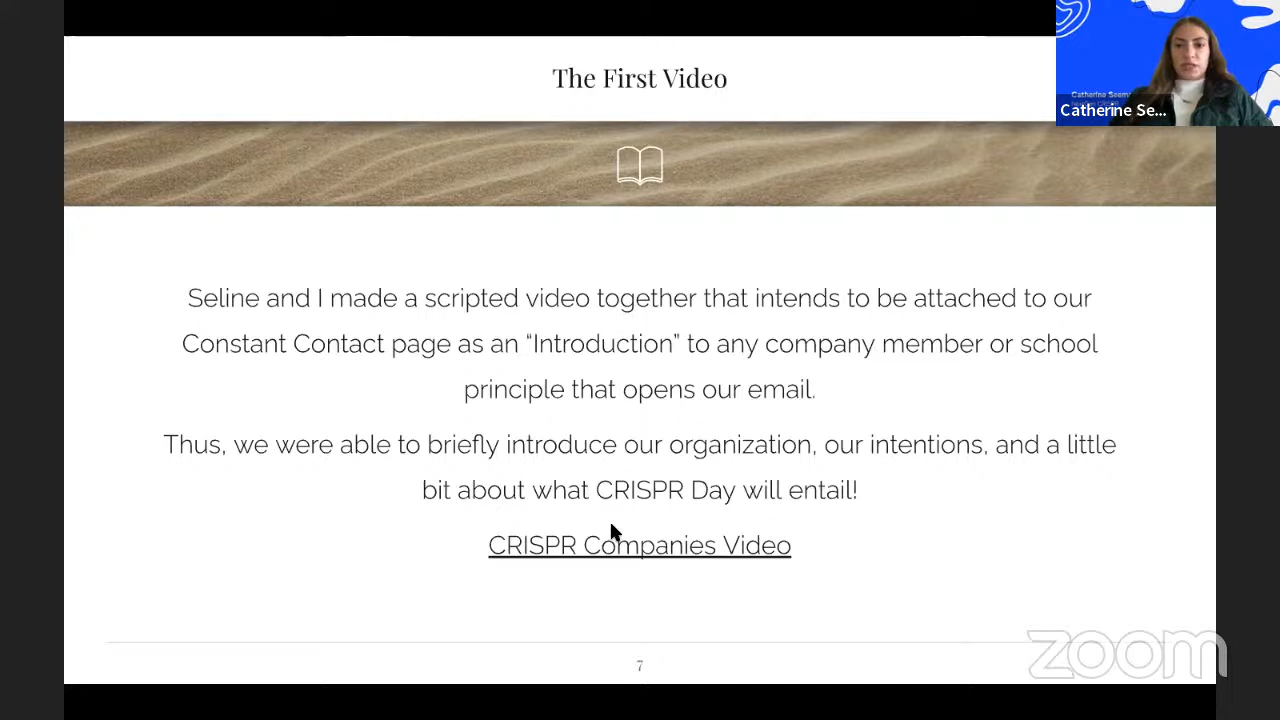 The First Video
Catherine Seem
Catherine Se...
Seline and I made a scripted video together that intends to be attached to our
Constant Contact page as an “Introduction” to any company member or school
principle that opens our email.
Thus, we were able to briefly introduce our organization, our intentions, and a little
bit about what CRISPR Day will entail!
CRISPR Companies Video
7
zoom